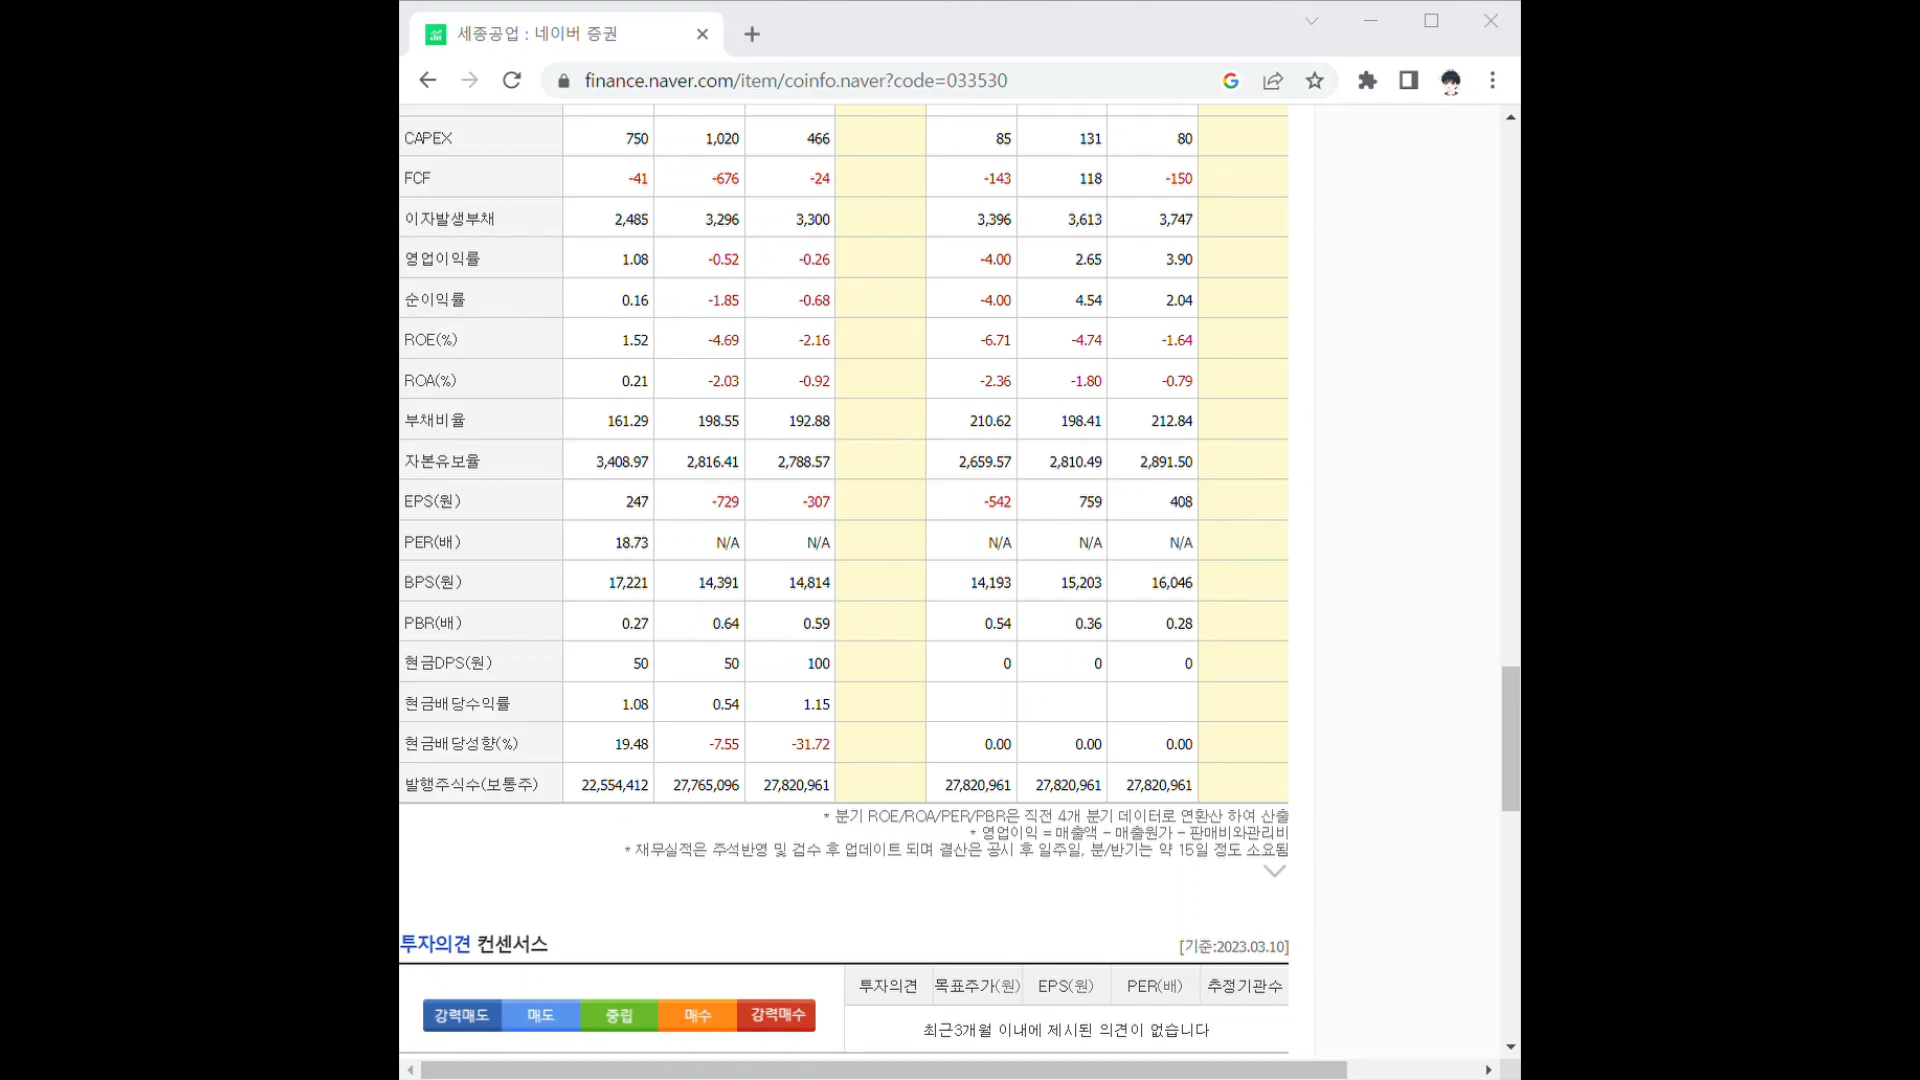 세종공업 : 네이버 증권
finance.naver.com/item/coinfo.naver?code=033530
CAPEX 750 1,020 466 85 131 80
FCF -41 -676 -24 -143 118 -150
이자발생부채 2,485 3,296 3,300 3,396 3,613 3,747
영업이익률 1.08 -0.52 -0.26 -4.00 2.65 3.90
순이익률 0.16 -1.85 -0.68 -4.00 4.54 2.04
ROE(%) 1.52 -4.69 -2.16 -6.71 -4.74 -1.64
ROA(%) 0.21 -2.03 -0.92 -2.36 -1.80 -0.79
부채비율 161.29 198.55 192.88 210.62 198.41 212.84
자본유보율 3,408.97 2,816.41 2,788.57 2,659.57 2,810.49 2,891.50
EPS(원) 247 -729 -307 -542 759 408
PER(배) 18.73 N/A N/A N/A N/A N/A
BPS(원) 17,221 14,391 14,814 14,193 15,203 16,046
PBR(배) 0.27 0.64 0.59 0.54 0.36 0.28
현금DPS(원) 50 50 100 0 0 0
현금배당수익률 1.08 0.54 1.15
현금배당성향(%) 19.48 -7.55 -31.72 0.00 0.00 0.00
발행주식수(보통주) 22,554,412 27,765,096 27,820,961 27,820,961 27,820,961 27,820,961
* 분기 ROE/ROA/PER/PBR은 직전 4개 분기 데이터로 연환산 하여 산출
* 영업이익 = 매출액 - 매출원가 - 판매비와관리비
* 재무실적은 주석반영 및 검수 후 업데이트 되며 결산은 공시 후 일주일, 분/반기는 약 15일 정도 소요됨
투자의견 컨센서스 [기준:2023.03.10]
투자의견 목표주가(원) EPS(원) PER(배) 추정기관수
강력매도 매도 중립 매수 강력매수
최근3개월 이내에 제시된 의견이 없습니다